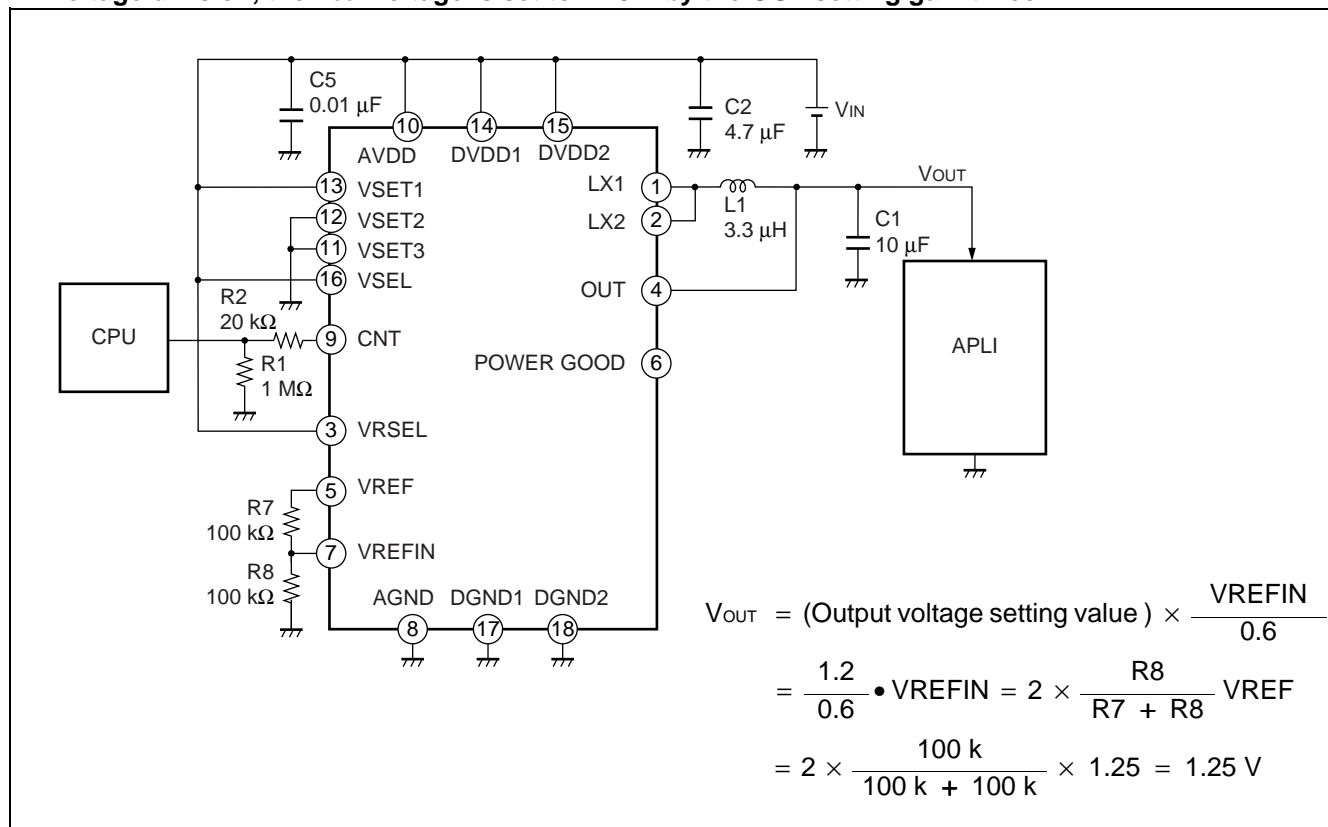 C5
0.01 μF
C2
4.7 μF
VIN
10
14
15
AVDD
DVDD1
DVDD2
13
VSET1
12
VSET2
11
VSET3
16
VSEL
LX1
1
LX2
2
L1
3.3 μH
VOUT
C1
10 μF
OUT
4
CPU
R2
20 kΩ
R1
1 MΩ
9
CNT
POWER GOOD
6
APLI
3
VRSEL
5
VREF
R7
100 kΩ
7
VREFIN
R8
100 kΩ
AGND
DGND1
DGND2
8
17
18
VOUT = (Output voltage setting value ) × VREFIN / 0.6
= 1.2 / 0.6 • VREFIN = 2 × R8 / R7 + R8 VREF
= 2 × 100 k / 100 k + 100 k × 1.25 = 1.25 V